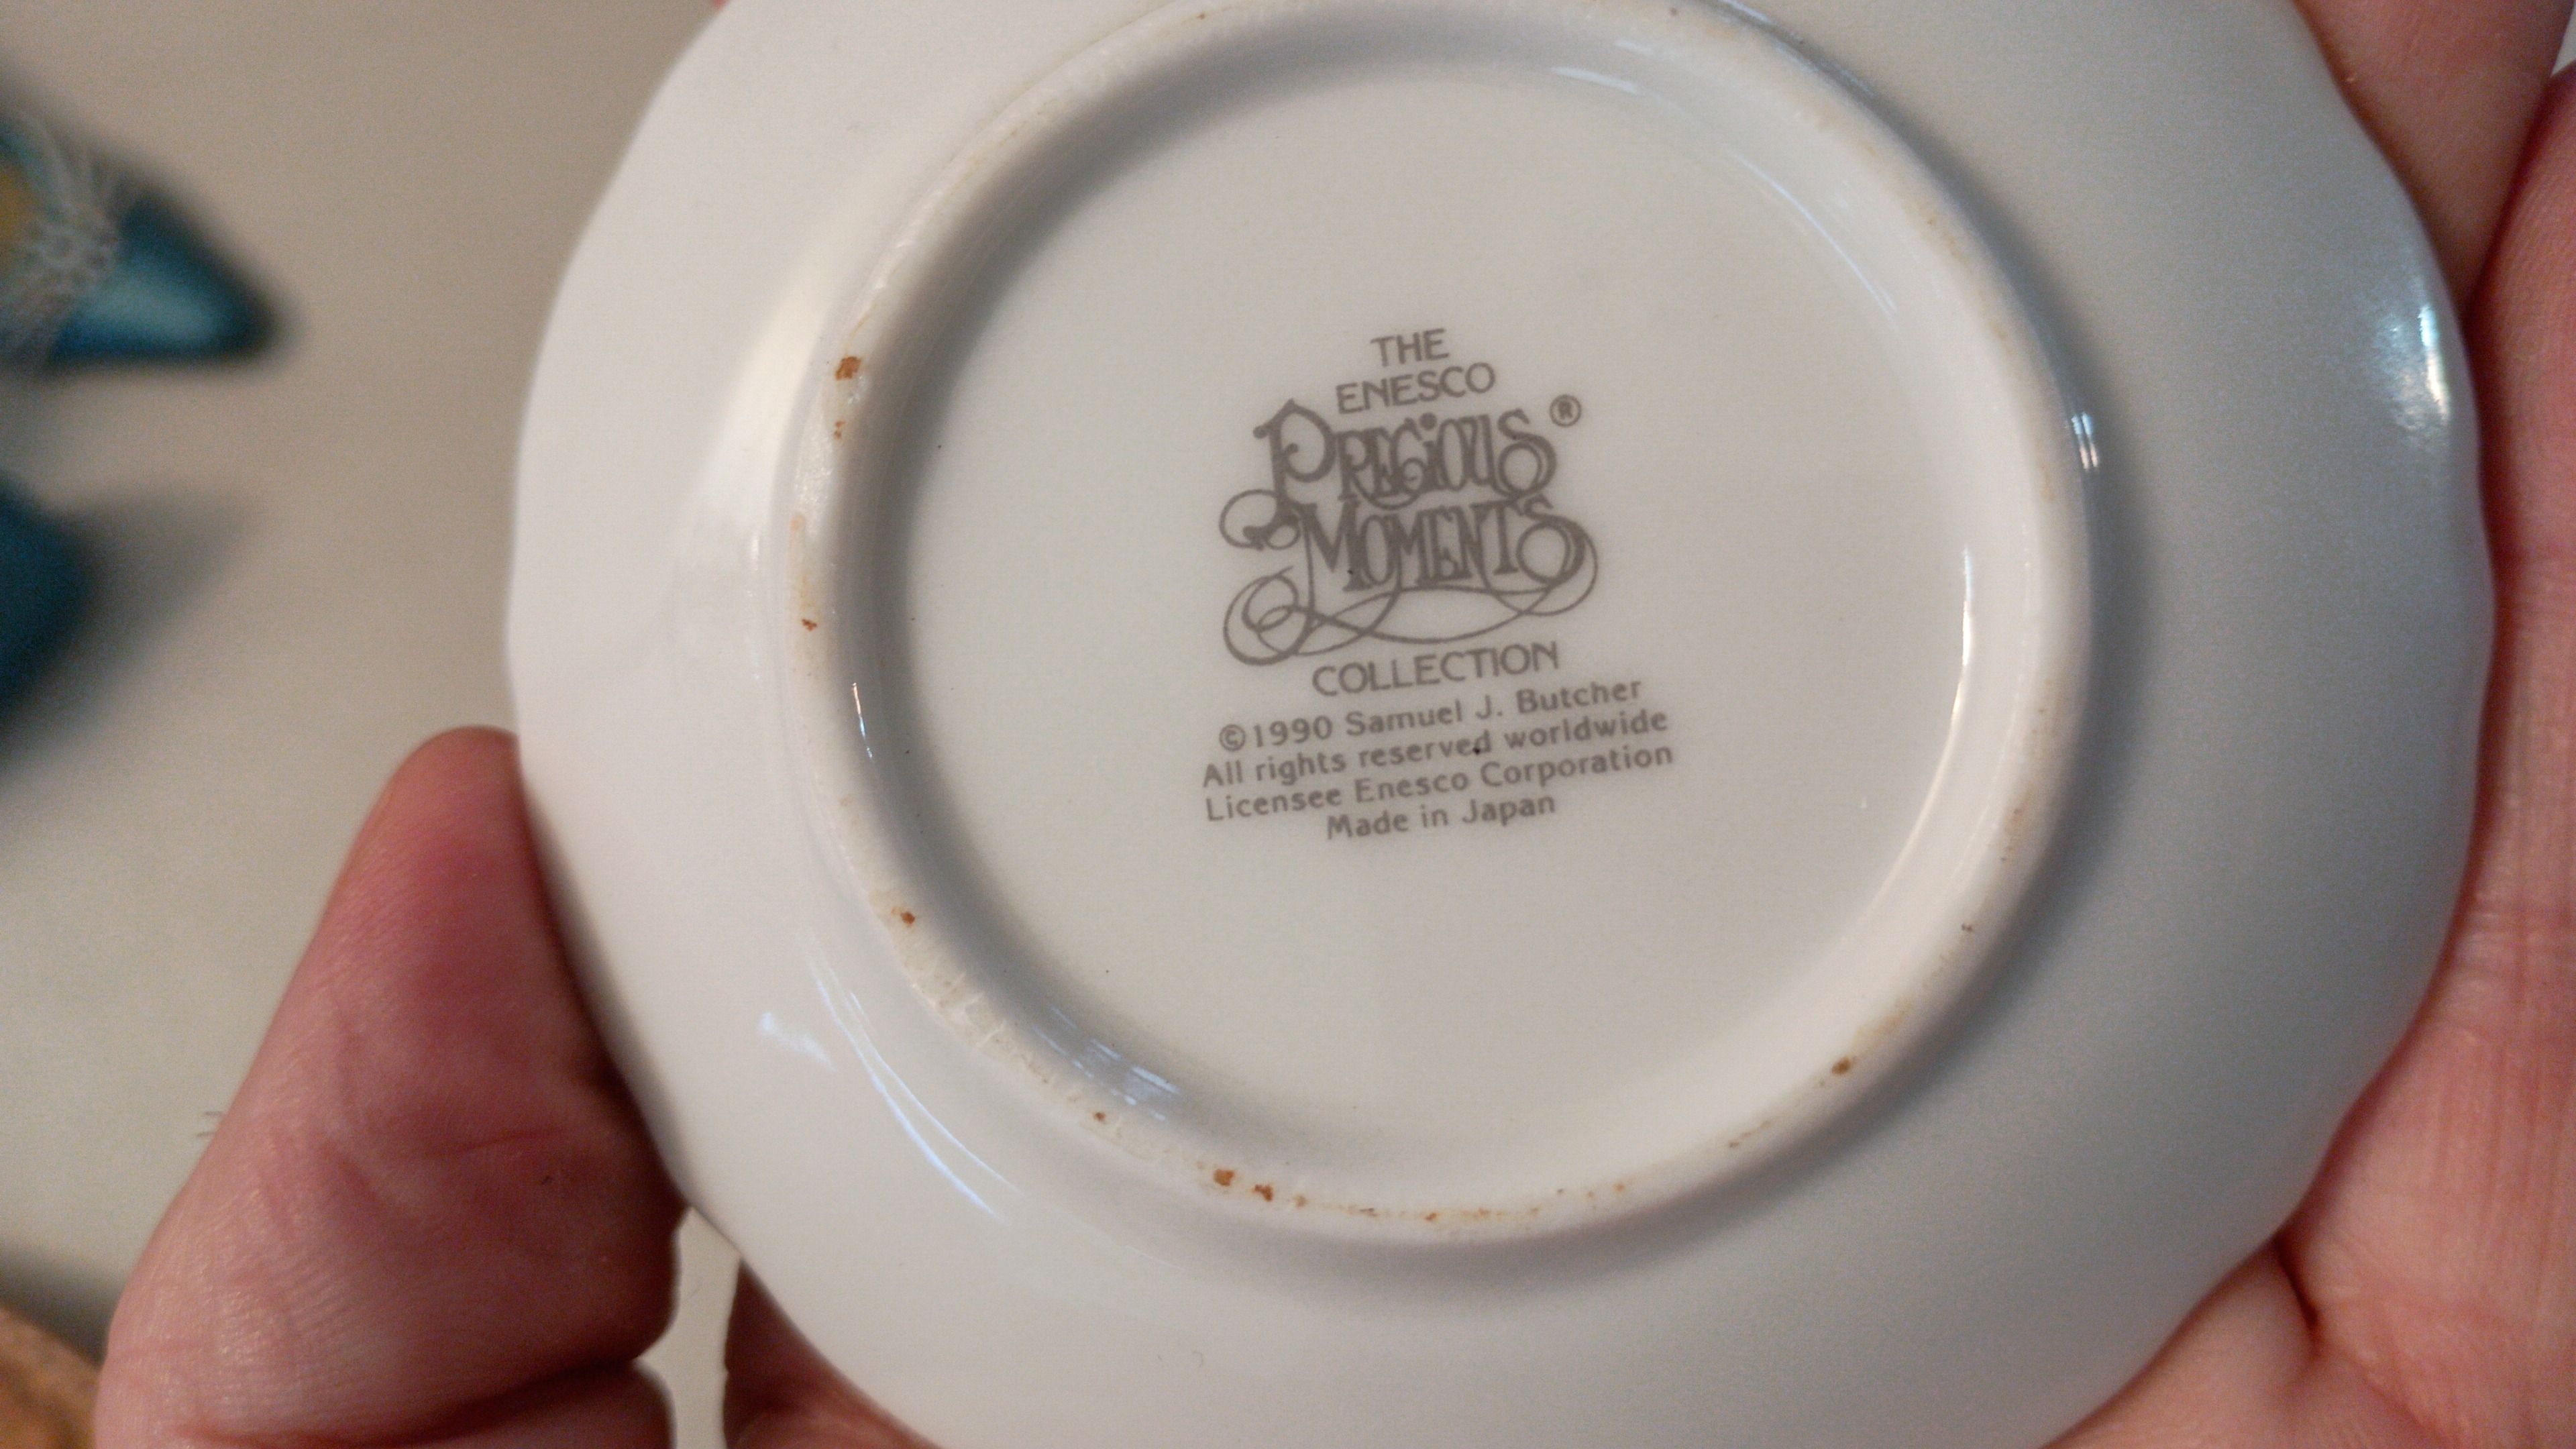 THE
ENESCO
PRECIOUS ®
MOMENTS
COLLECTION
©1990 Samuel J. Butcher
All rights reserved worldwide
Licensee Enesco Corporation
Made in Japan